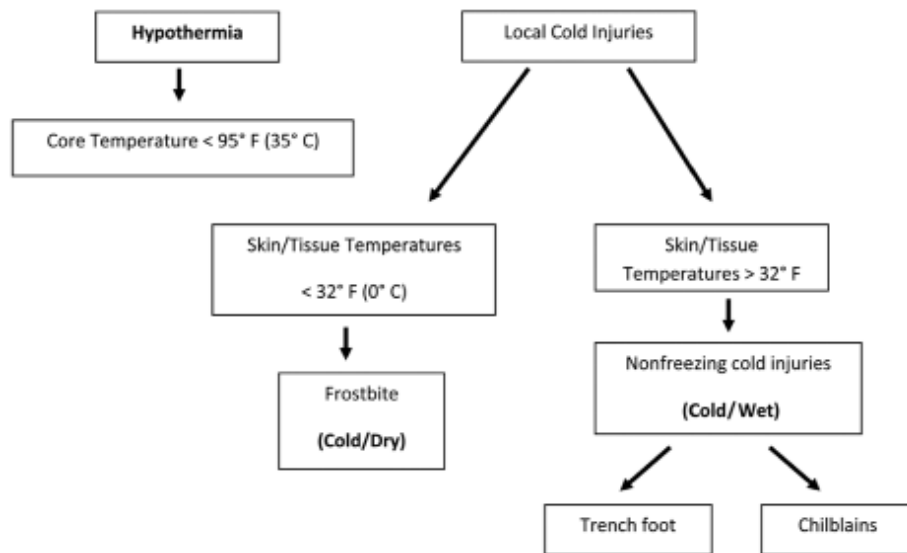 Hypothermia
Local Cold Injuries
Core Temperature < 95° F (35° C)
Skin/Tissue Temperatures
< 32° F (0° C)
Skin/Tissue
Temperatures > 32° F
Frostbite
(Cold/Dry)
Nonfreezing cold injuries
(Cold/Wet)
Trench foot
Chilblains